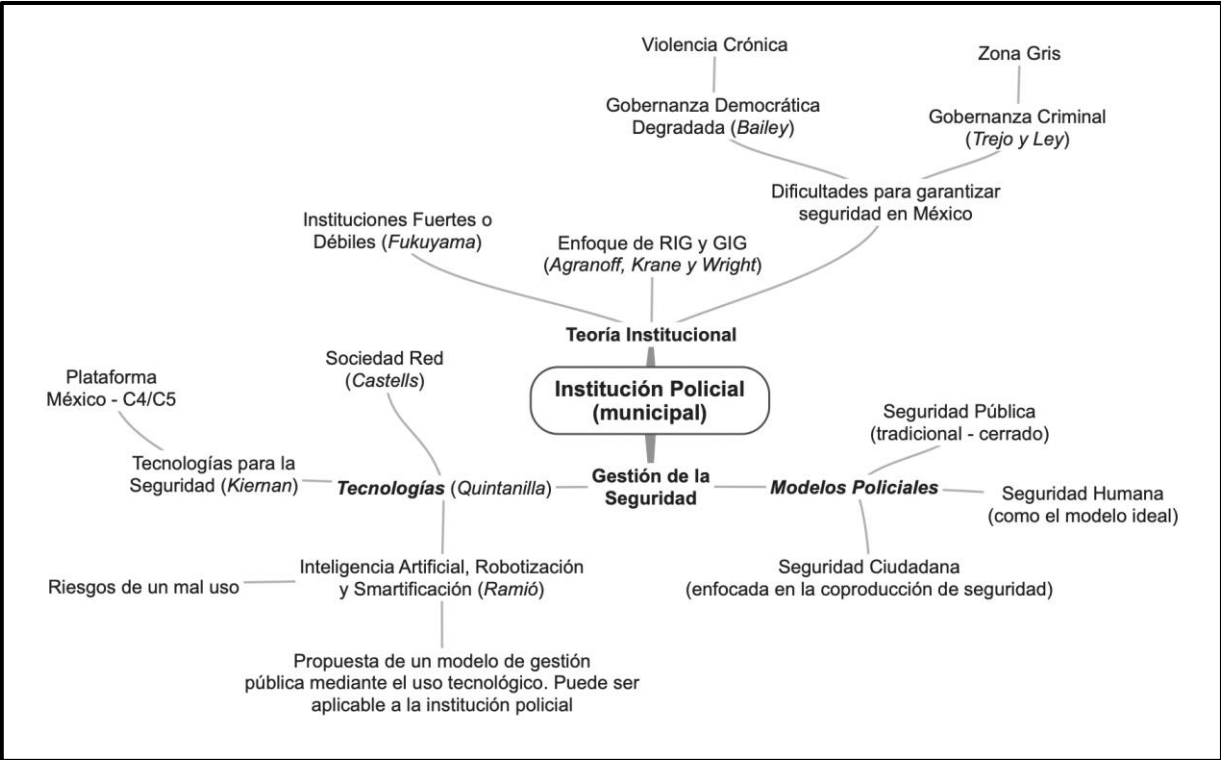 Violencia Crónica
Zona Gris
Gobernanza Democrática
Degradada (Bailey)
Gobernanza Criminal
(Trejo y Ley)
Dificultades para garantizar
seguridad en México
Instituciones Fuertes o
Débiles (Fukuyama)
Enfoque de RIG y GIG
(Agranoff, Krane y Wright)
Teoría Institucional
Sociedad Red
(Castells)
Plataforma
México - C4/C5
Institución Policial
(municipal)
Seguridad Pública
(tradicional - cerrado)
Tecnologías para la
Seguridad (Kiernan)
Tecnologías (Quintanilla)
Gestión de la
Seguridad
Modelos Policiales
Seguridad Humana
(como el modelo ideal)
Inteligencia Artificial, Robotización
y Smartificación (Ramió)
Riesgos de un mal uso
Seguridad Ciudadana
(enfocada en la coproducción de seguridad)
Propuesta de un modelo de gestión
pública mediante el uso tecnológico. Puede ser
aplicable a la institución policial